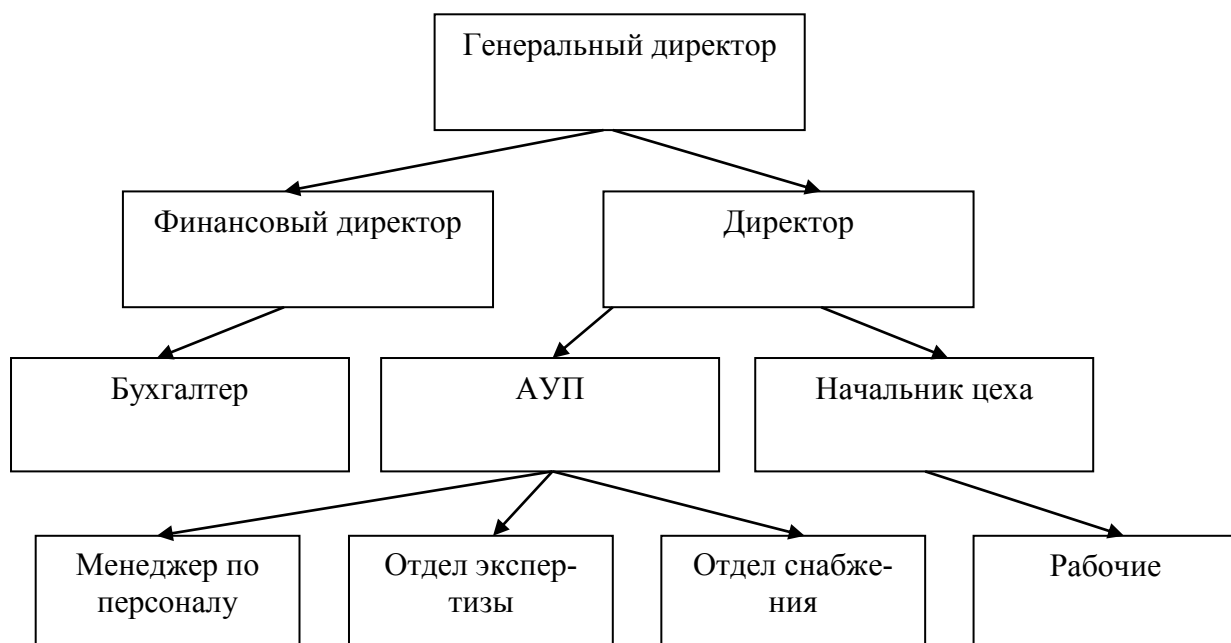 Генеральный директор
Финансовый директор
Директор
Бухгалтер
АУП
Начальник цеха
Менеджер по
персоналу
Отдел экспер-
тизы
Отдел снабже-
ния
Рабочие